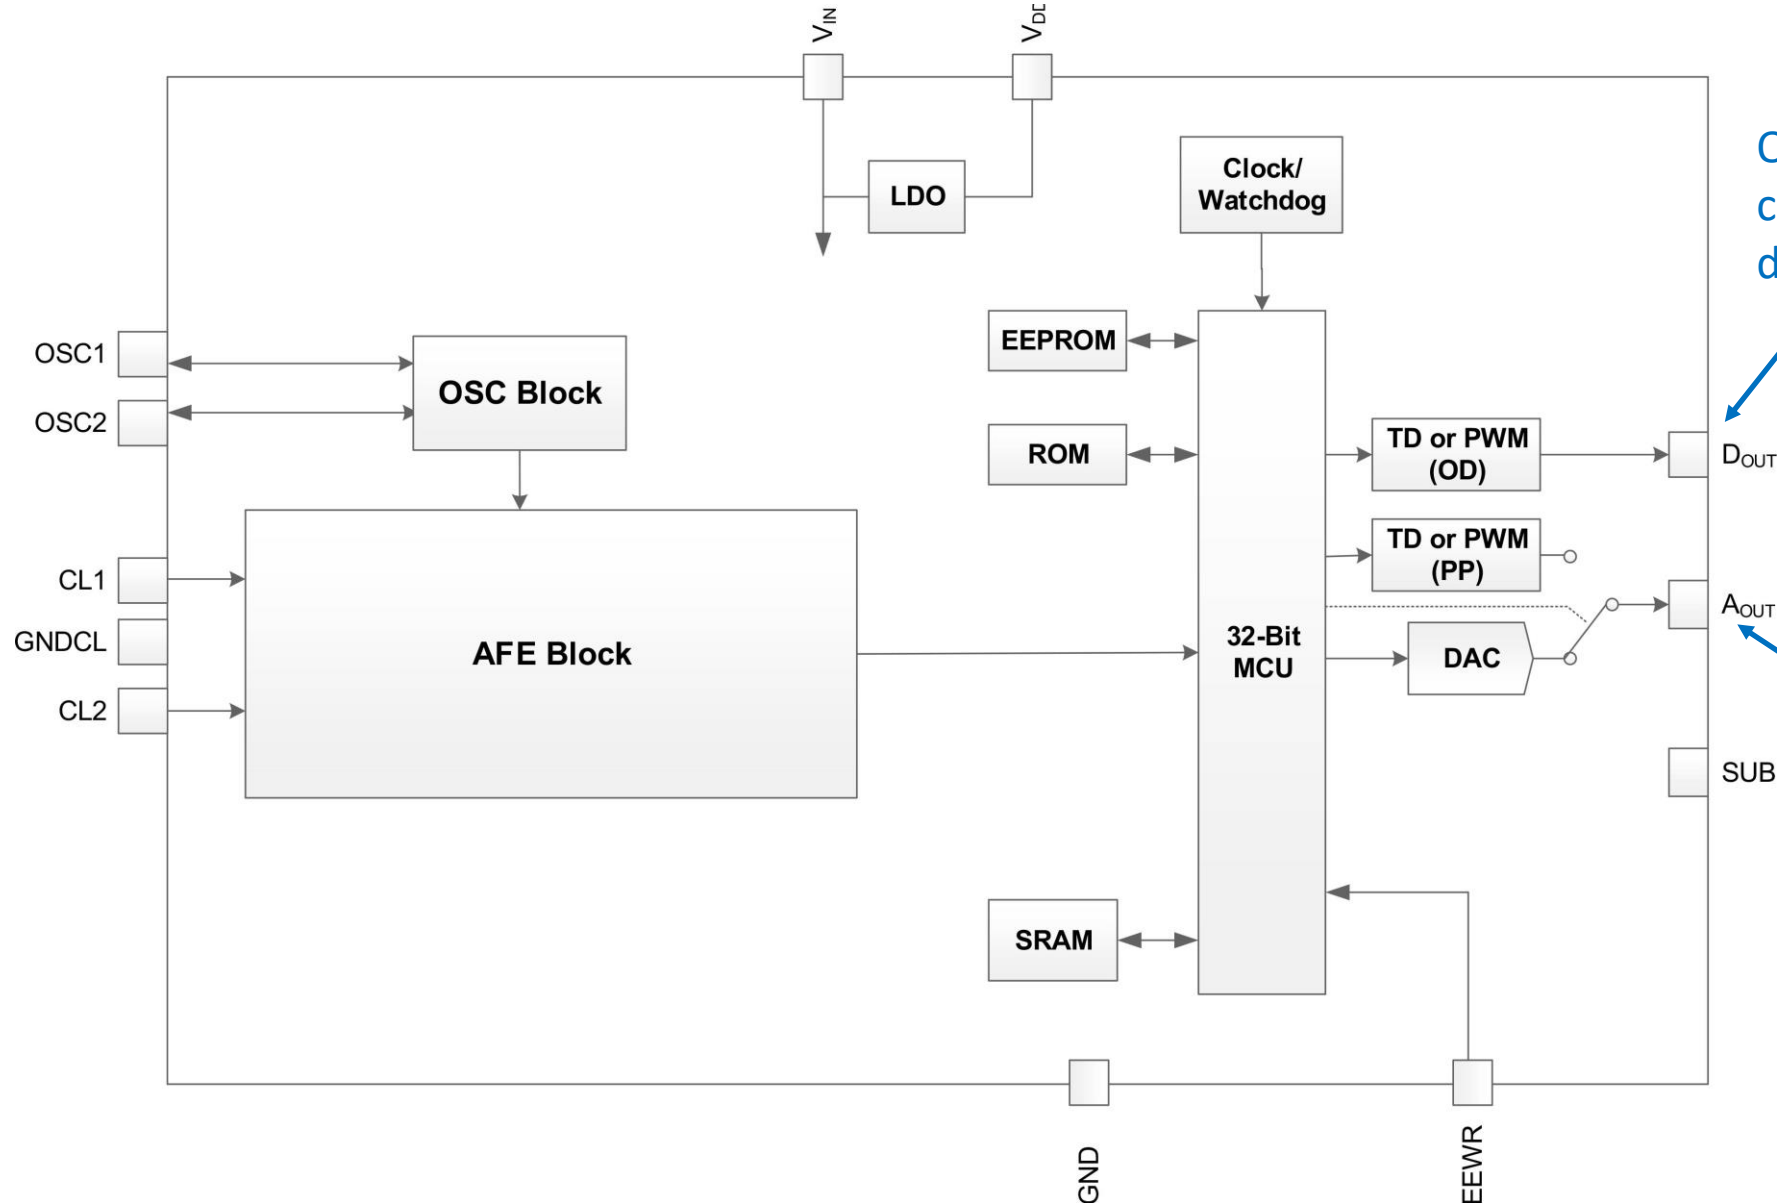 VIN
VDD
Clock/
Watchdog
LDO
EEPROM
OSC1
OSC Block
OSC2
ROM
TD or PWM
(OD)
DOUT
TD or PWM
(PP)
CL1
AOUT
GNDCL
AFE Block
32-Bit
MCU
DAC
CL2
SUB
SRAM
GND
EEWR